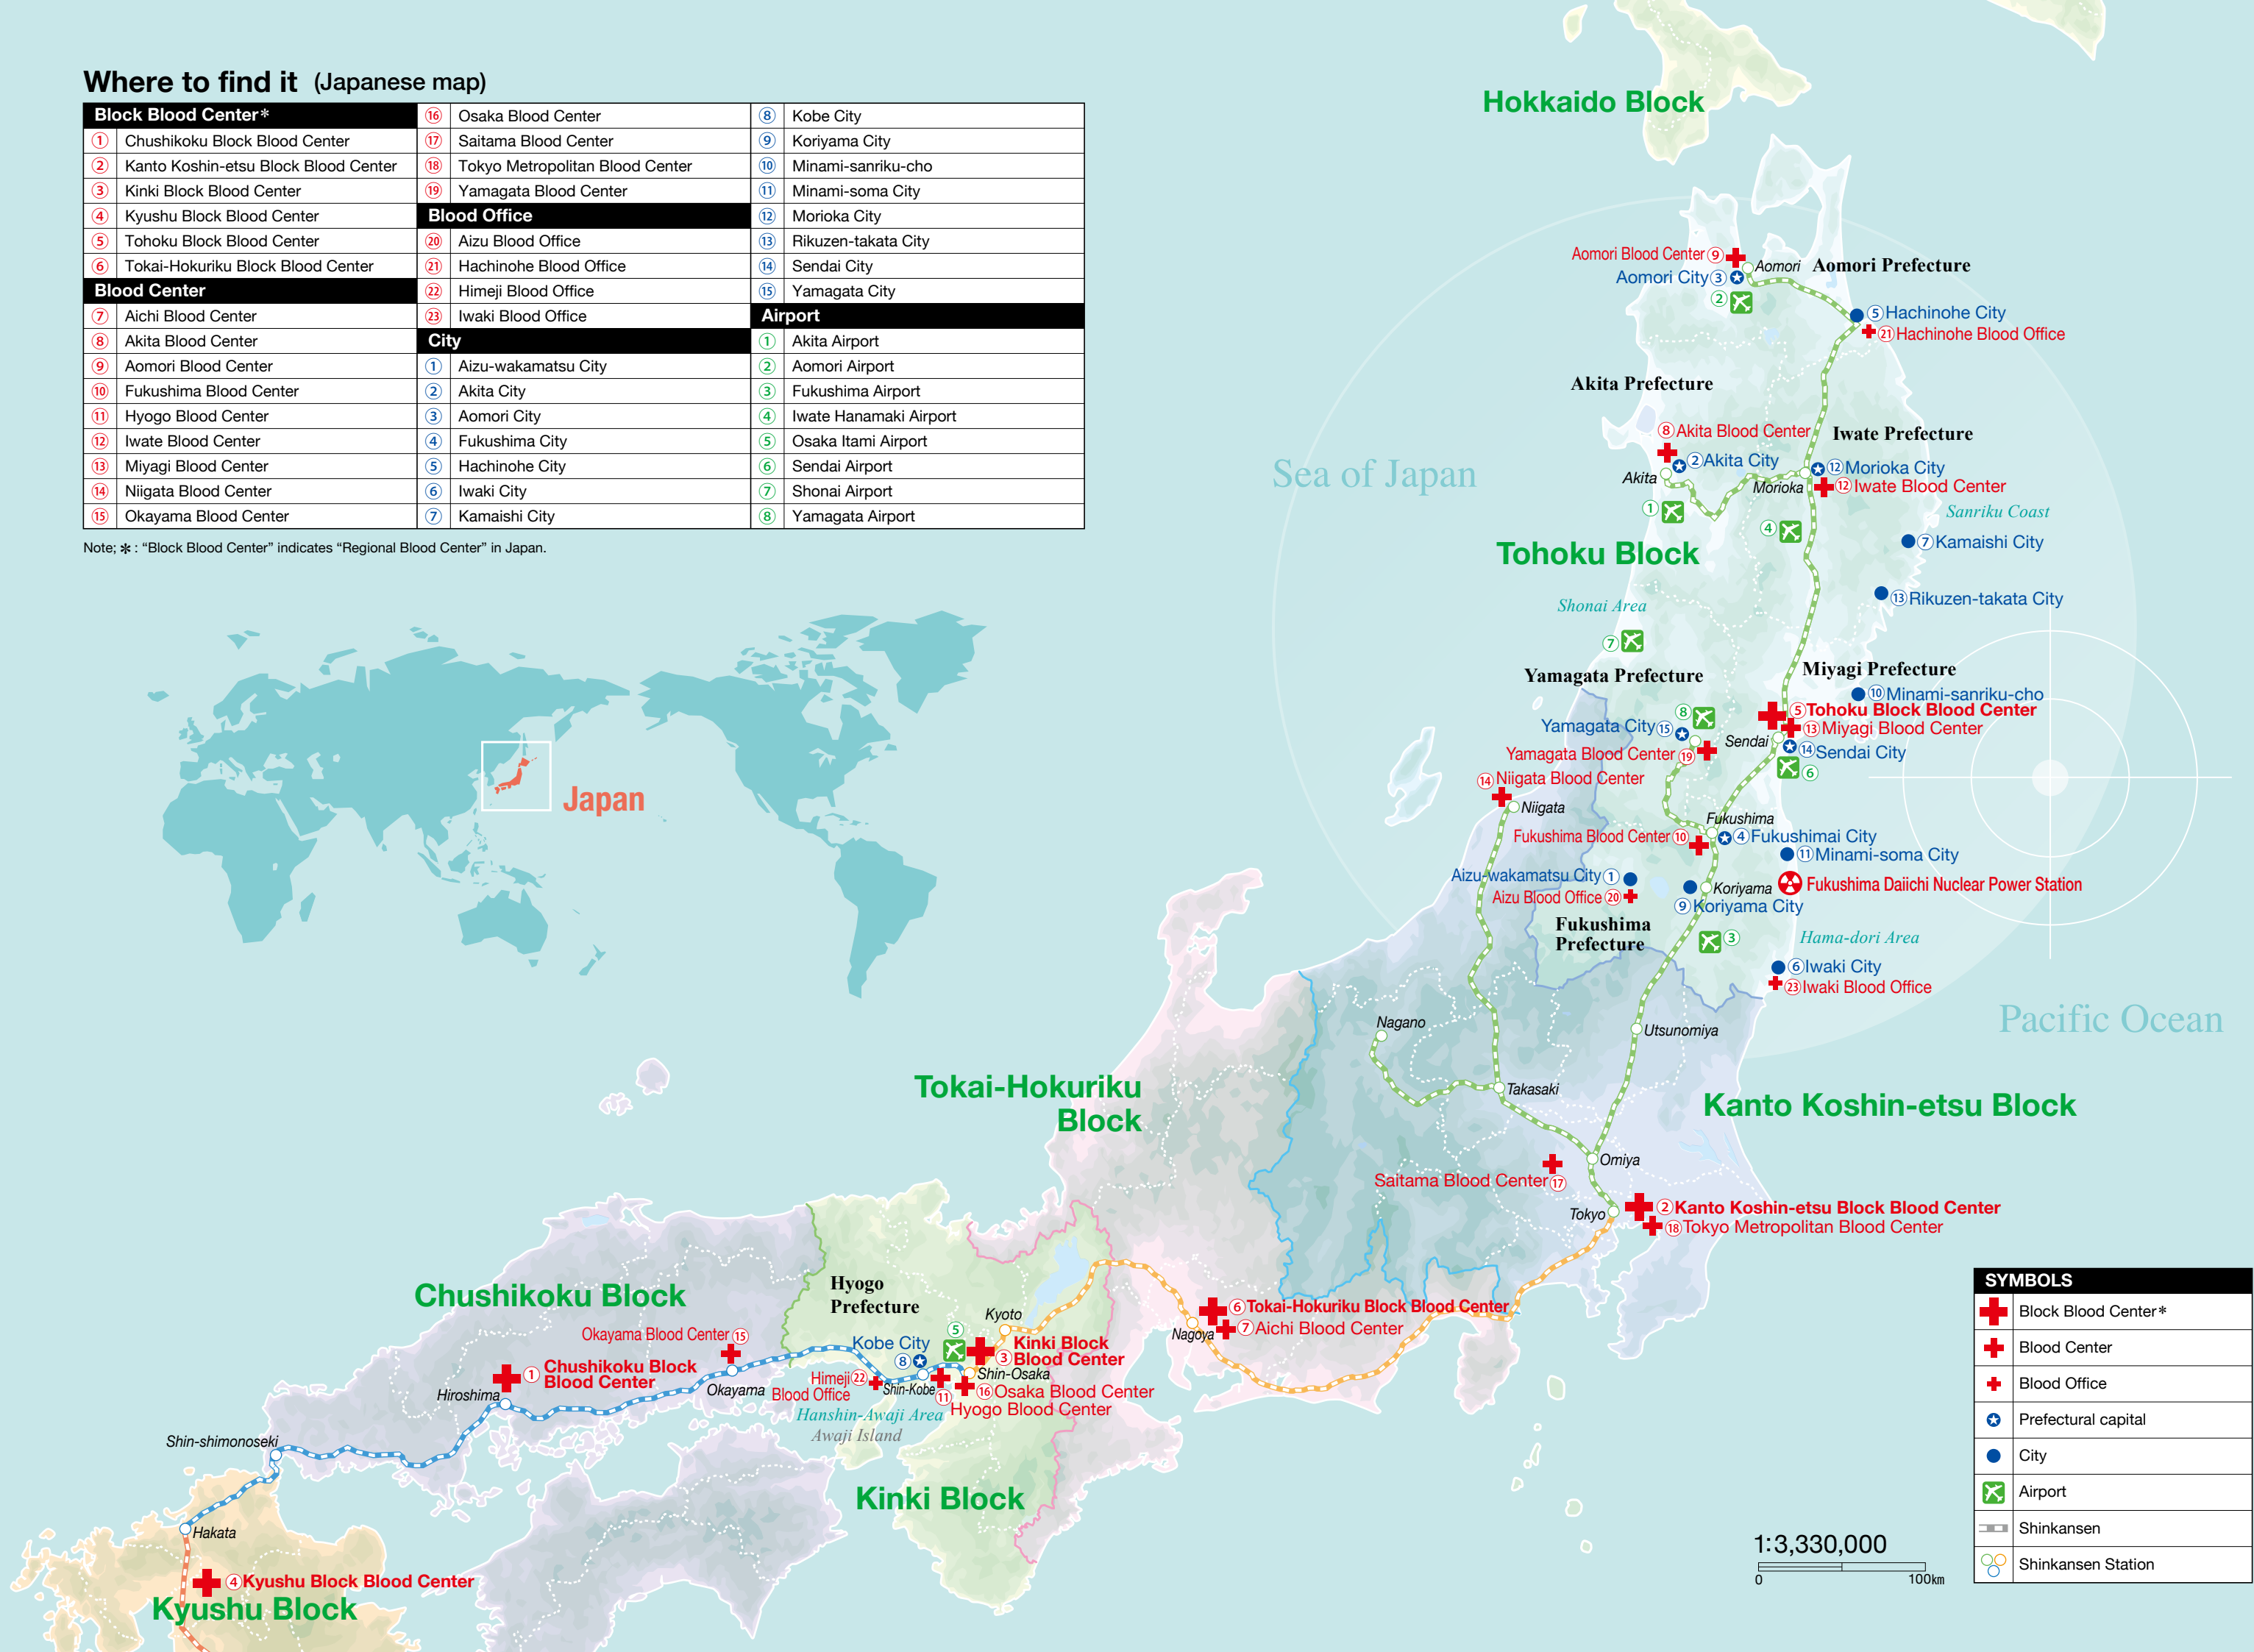 Where to find it (Japanese map)
Block Blood Center*
① Chushikoku Block Blood Center
② Kanto Koshin-etsu Block Blood Center
③ Kinki Block Blood Center
④ Kyushu Block Blood Center
⑤ Tohoku Block Blood Center
⑥ Tokai-Hokuriku Block Blood Center
Blood Center
⑦ Aichi Blood Center
⑧ Akita Blood Center
⑨ Aomori Blood Center
⑩ Fukushima Blood Center
⑪ Hyogo Blood Center
⑫ Iwate Blood Center
⑬ Miyagi Blood Center
⑭ Niigata Blood Center
⑮ Okayama Blood Center
⑯ Osaka Blood Center
⑰ Saitama Blood Center
⑱ Tokyo Metropolitan Blood Center
⑲ Yamagata Blood Center
Blood Office
⑳ Aizu Blood Office
㉑ Hachinohe Blood Office
㉒ Himeji Blood Office
㉓ Iwaki Blood Office
City
① Aizu-wakamatsu City
② Akita City
③ Aomori City
④ Fukushima City
⑤ Hachinohe City
⑥ Iwaki City
⑦ Kamaishi City
⑧ Kobe City
⑨ Koriyama City
⑩ Minami-sanriku-cho
⑪ Minami-soma City
⑫ Morioka City
⑬ Rikuzen-takata City
⑭ Sendai City
⑮ Yamagata City
Airport
① Akita Airport
② Aomori Airport
③ Fukushima Airport
④ Iwate Hanamaki Airport
⑤ Osaka Itami Airport
⑥ Sendai Airport
⑦ Shonai Airport
⑧ Yamagata Airport
Note; * : “Block Blood Center” indicates “Regional Blood Center” in Japan.
Japan
Hokkaido Block
Aomori Blood Center ⑨
Aomori
Aomori Prefecture
Aomori City ③
②
⑤ Hachinohe City
㉑ Hachinohe Blood Office
Akita Prefecture
⑧ Akita Blood Center
Iwate Prefecture
② Akita City
⑫ Morioka City
Akita
Morioka
⑫ Iwate Blood Center
Sea of Japan
①
Sanriku Coast
④
⑦ Kamaishi City
Tohoku Block
Shonai Area
⑬ Rikuzen-takata City
⑦
Yamagata Prefecture
Miyagi Prefecture
⑩ Minami-sanriku-cho
⑧
⑤ Tohoku Block Blood Center
Yamagata City ⑮
⑬ Miyagi Blood Center
Sendai
Yamagata Blood Center ⑲
⑭ Sendai City
⑥
⑭ Niigata Blood Center
Niigata
Fukushima
Fukushima Blood Center ⑩
④ Fukushimai City
⑪ Minami-soma City
Aizu-wakamatsu City ①
Koriyama
Fukushima Daiichi Nuclear Power Station
Aizu Blood Office ⑳
⑨ Koriyama City
Fukushima
Prefecture
③
Hama-dori Area
⑥ Iwaki City
㉓ Iwaki Blood Office
Pacific Ocean
Nagano
Utsunomiya
Takasaki
Tokai-Hokuriku
Block
Kanto Koshin-etsu Block
Omiya
Saitama Blood Center ⑰
Tokyo
② Kanto Koshin-etsu Block Blood Center
⑱ Tokyo Metropolitan Blood Center
Chushikoku Block
Hyogo
Prefecture
Kyoto
⑥ Tokai-Hokuriku Block Blood Center
Nagoya
⑦ Aichi Blood Center
Okayama Blood Center ⑮
Kobe City
⑧
⑤
Kinki Block
③ Blood Center
① Chushikoku Block
Blood Center
Hiroshima
Okayama
Himeji ㉒
Blood Office
Shin-Kobe
Shin-Osaka
⑯ Osaka Blood Center
⑪ Hyogo Blood Center
Hanshin-Awaji Area
Awaji Island
Shin-shimonoseki
Kinki Block
Hakata
④ Kyushu Block Blood Center
Kyushu Block
1:3,330,000
0 100km
SYMBOLS
Block Blood Center*
Blood Center
Blood Office
Prefectural capital
City
Airport
Shinkansen
Shinkansen Station